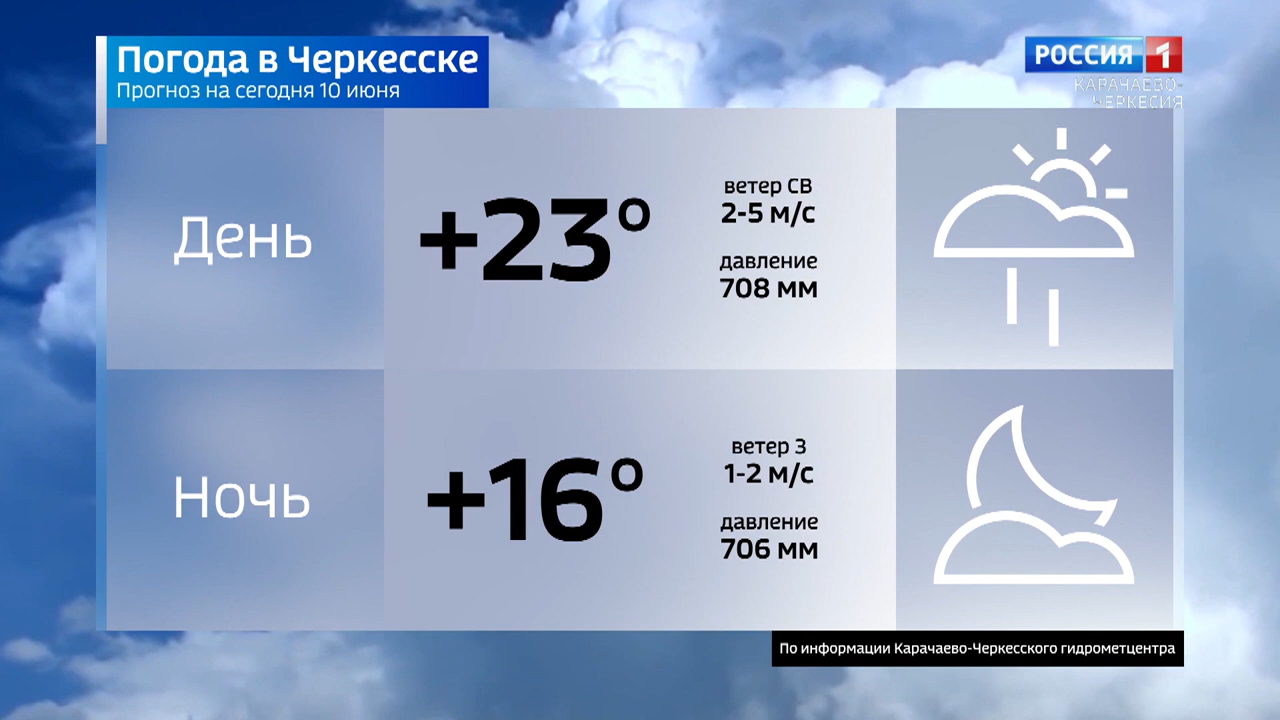 Погода в Черкесске
Прогноз на сегодня 10 июня
РОССИЯ 1
КАРАЧАЕВО-
ЧЕРКЕСИЯ
День
+23°
ветер СВ
2-5 м/с
давление
708 мм
Ночь
+16°
ветер З
1-2 м/с
давление
706 мм
По информации Карачаево-Черкесского гидрометцентра